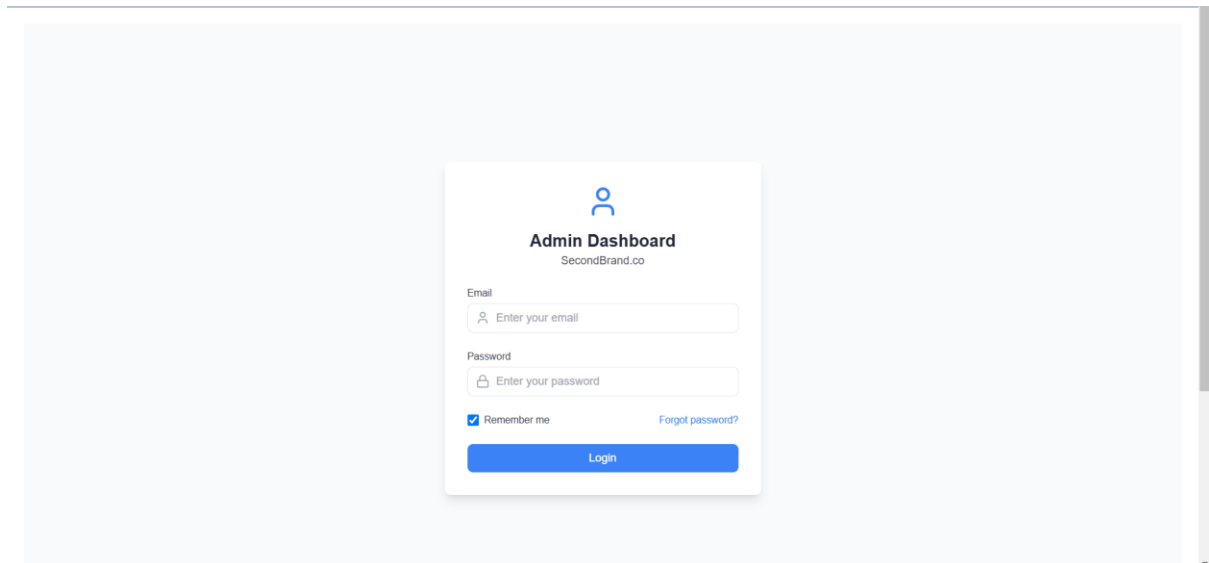 Admin Dashboard
SecondBrand.co
Email
Enter your email
Password
Enter your password
Remember me Forgot password?
Login